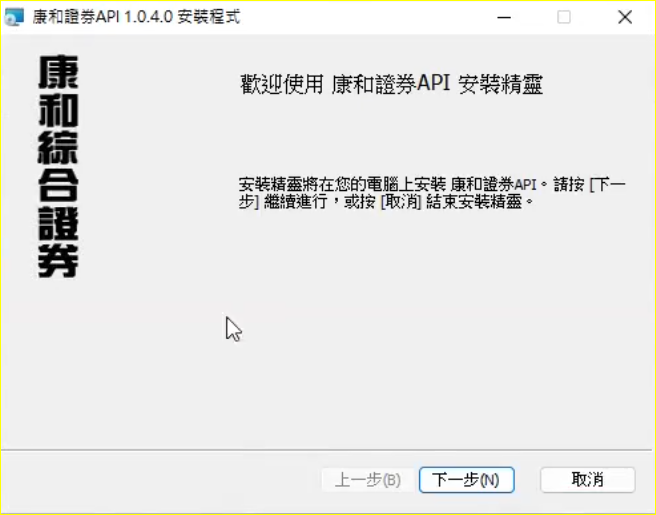 康和證券API 1.0.4.0 安裝程式
康和綜合證券
歡迎使用 康和證券API 安裝精靈
安裝精靈將在您的電腦上安裝 康和證券API。請按 [下一
步] 繼續進行，或按 [取消] 結束安裝精靈。
上一步(B) 下一步(N) 取消